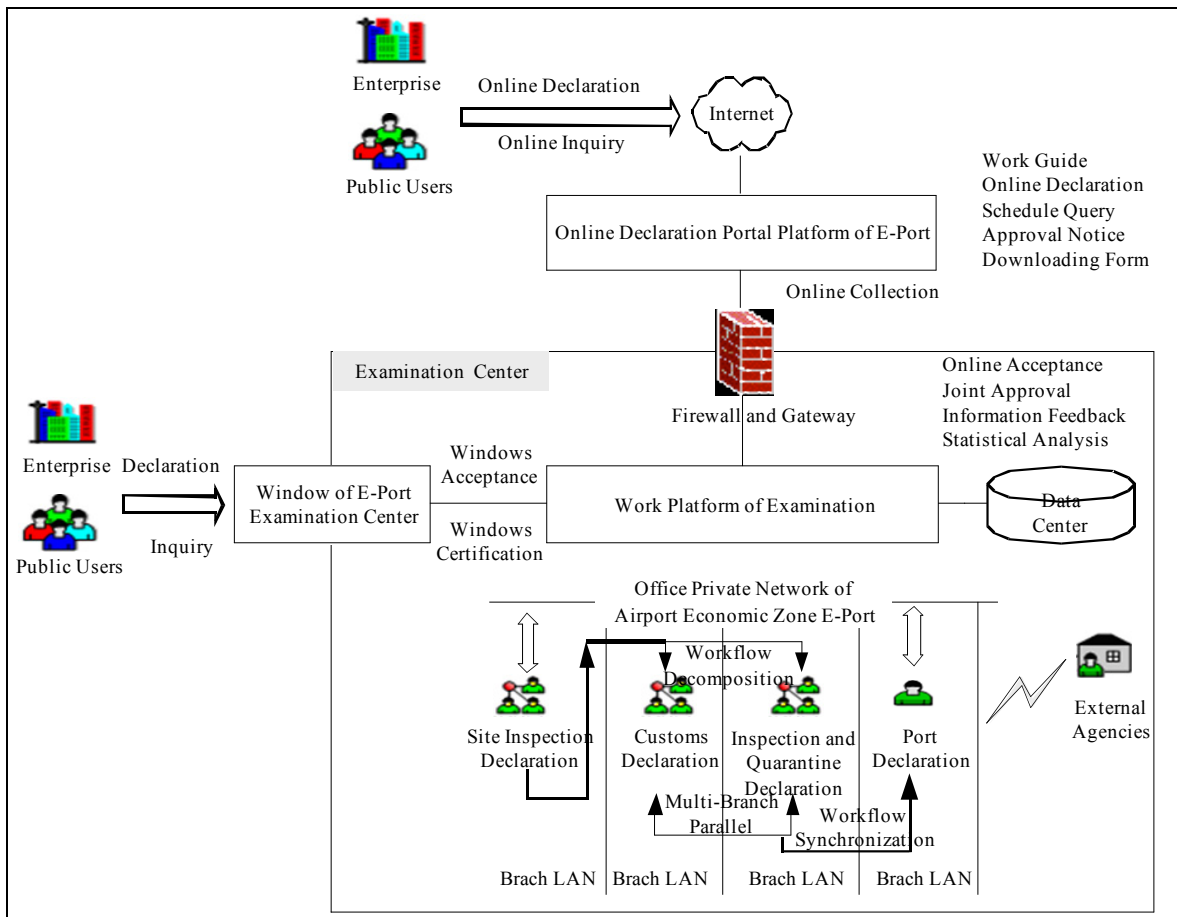 Enterprise
Online Declaration
Internet
Online Inquiry
Public Users
Work Guide
Online Declaration
Schedule Query
Approval Notice
Downloading Form
Online Declaration Portal Platform of E-Port
Online Collection
Examination Center
Firewall and Gateway
Online Acceptance
Joint Approval
Information Feedback
Statistical Analysis
Enterprise
Declaration
Inquiry
Public Users
Window of E-Port
Examination Center
Windows
Acceptance
Windows
Certification
Work Platform of Examination
Data
Center
Office Private Network of
Airport Economic Zone E-Port
Workflow
Decomposition
Site Inspection
Declaration
Customs
Declaration
Inspection and
Quarantine
Declaration
Port
Declaration
External
Agencies
Multi-Branch
Parallel
Workflow
Synchronization
Brach LAN
Brach LAN
Brach LAN
Brach LAN